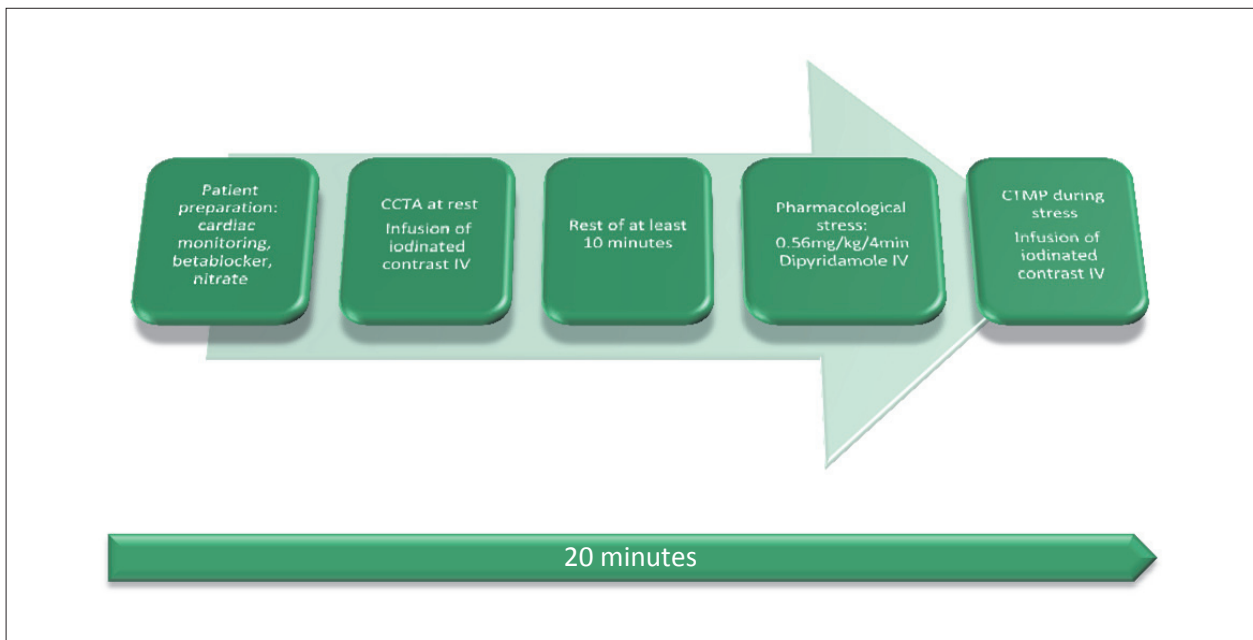 Patient
preparation:
cardiac
monitoring,
betablocker,
nitrate
CCTA at rest
Infusion of
iodinated
contrast IV
Rest of at least
10 minutes
Pharmacological
stress:
0.56mg/kg/4min
Dipyridamole IV
CTMP during
stress
Infusion of
iodinated
contrast IV
20 minutes